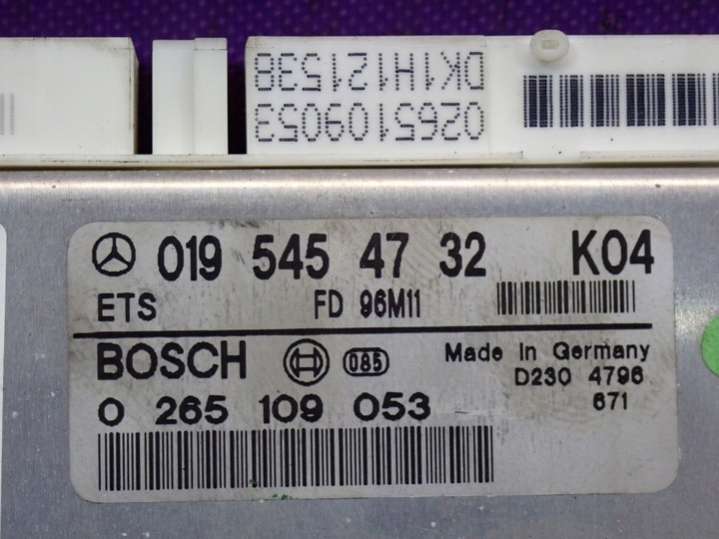 DK1H121538
0265109053
019 545 47 32 K04
ETS FD 96M11
BOSCH 085 Made In Germany
D230 4796
0 265 109 053 671